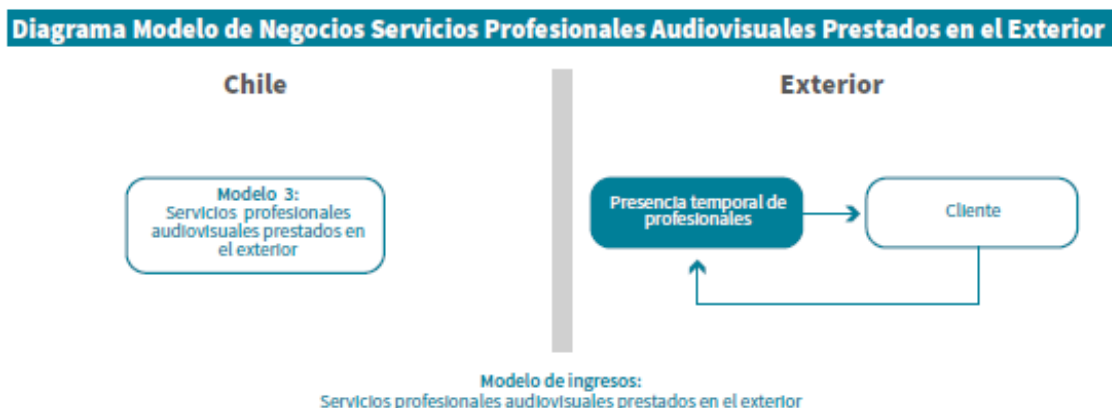 Diagrama Modelo de Negocios Servicios Profesionales Audiovisuales Prestados en el Exterior
Chile
Exterior
Modelo 3:
Servicios profesionales
audiovisuales prestados en
el exterior
Presencia temporal de
profesionales
Cliente
Modelo de ingresos:
Servicios profesionales audiovisuales prestados en el exterior